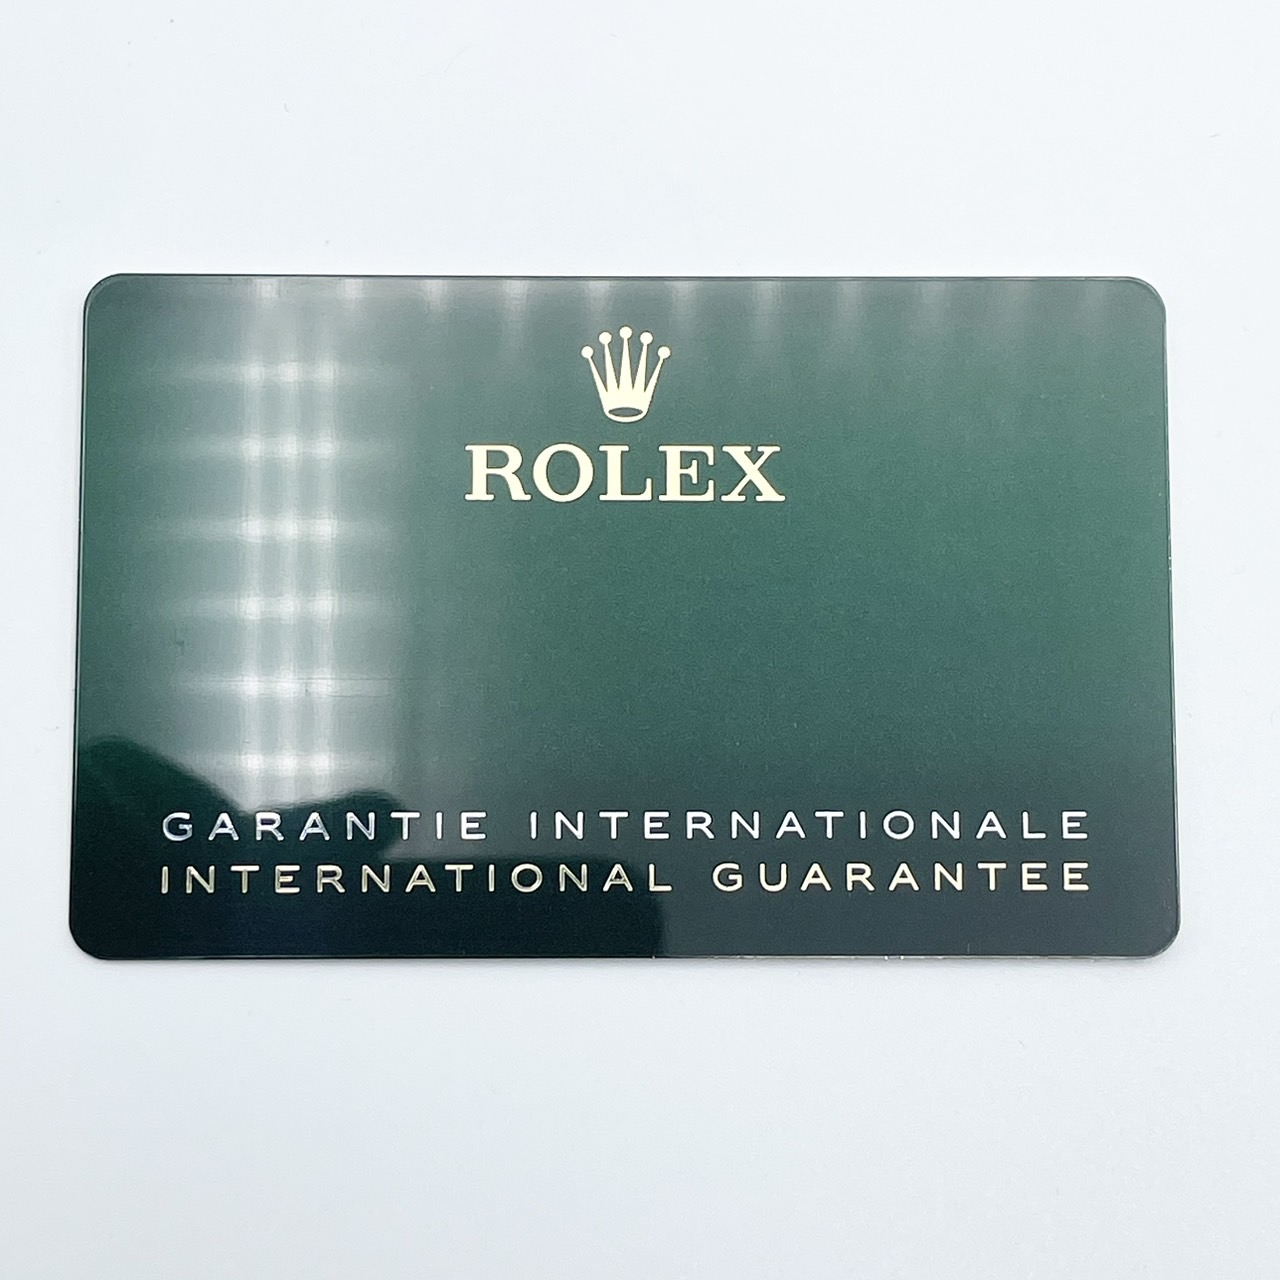 ROLEX
GARANTIE INTERNATIONALE
INTERNATIONAL GUARANTEE